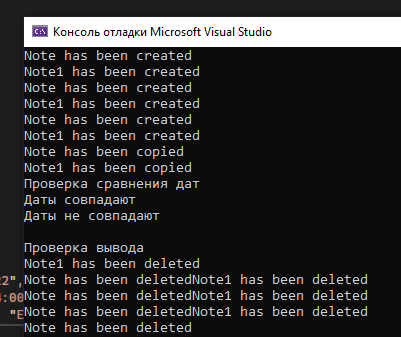 Консоль отладки Microsoft Visual Studio
Note has been created
Note1 has been created
Note has been created
Note1 has been created
Note has been created
Note1 has been created
Note has been copied
Note1 has been copied
Проверка сравнения дат
Даты совпадают
Даты не совпадают
Проверка вывода
Note1 has been deleted
22",
Note has been deletedNote1 has been deleted
4:00
Note has been deletedNote1 has been deleted
"E
Note has been deletedNote1 has been deleted
Note has been deleted